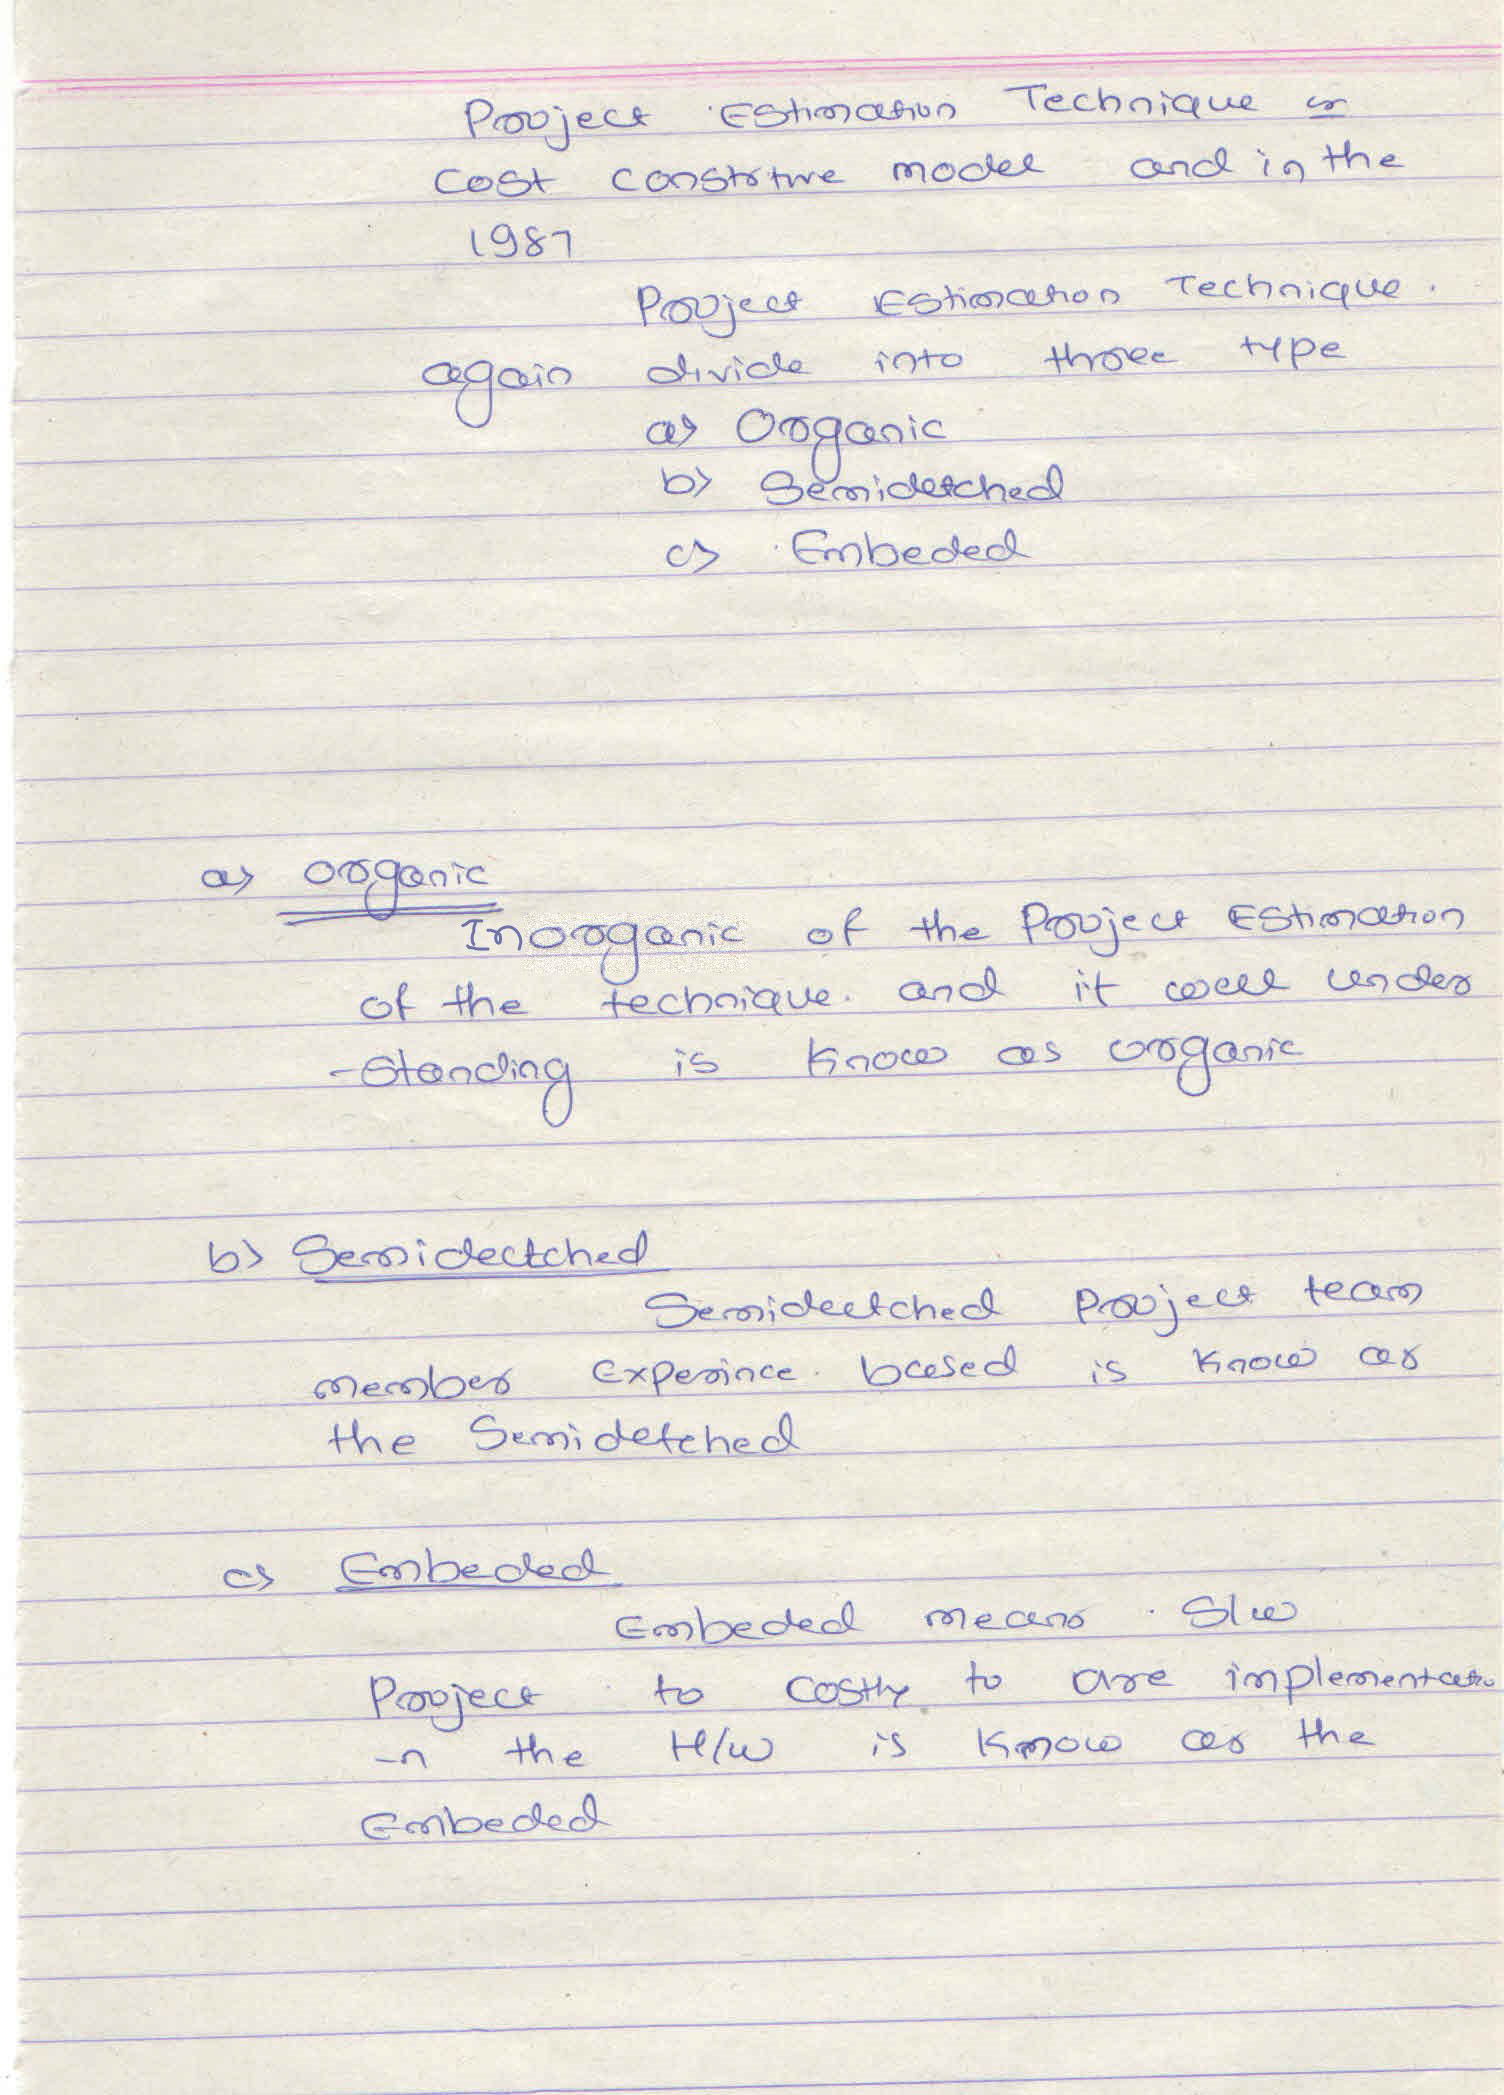 Project Estimation Technique is
cost constrtive model and in the
1987
Project Estimation Technique.
again divide into three type
a> Organic
b> Semidetched
c> Embeded
a> organic
Inorganic of the Project Estimation
of the technique. and it well under
-standing is know as organic
b> Semidectched
Semidectched project team
member experince. based is know as
the Semidetched
c> Embeded
Embeded means S/w
Project to costly to are implementatio
-n the H/w is know as the
Embeded